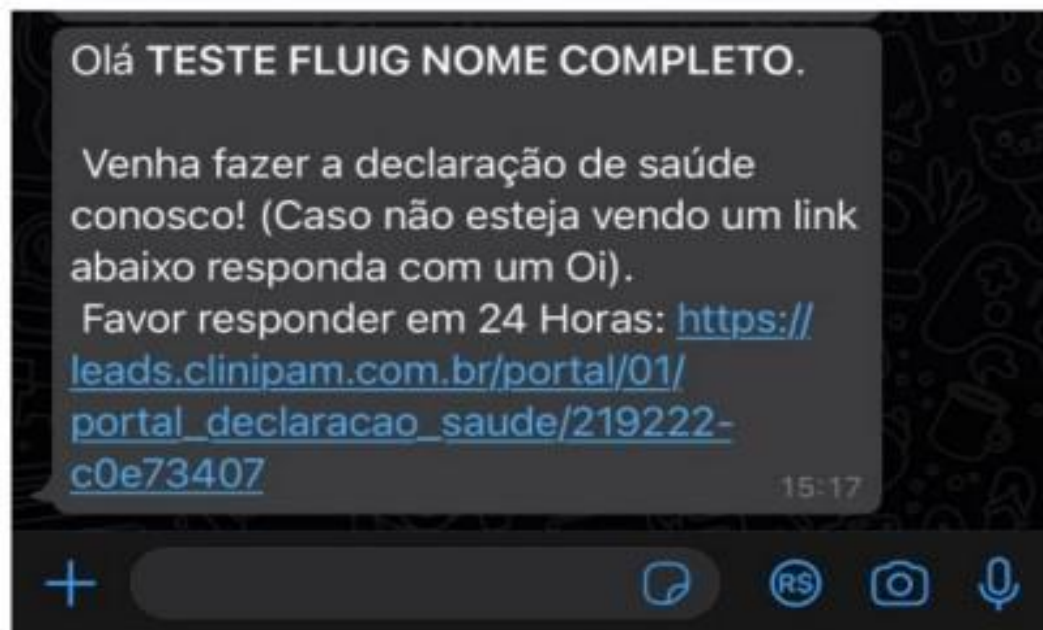 Olá TESTE FLUIG NOME COMPLETO.
Venha fazer a declaração de saúde
conosco! (Caso não esteja vendo um link
abaixo responda com um Oi).
Favor responder em 24 Horas: https://
leads.clinipam.com.br/portal/01/
portal_declaracao_saude/219222-
c0e73407
15:17
R$